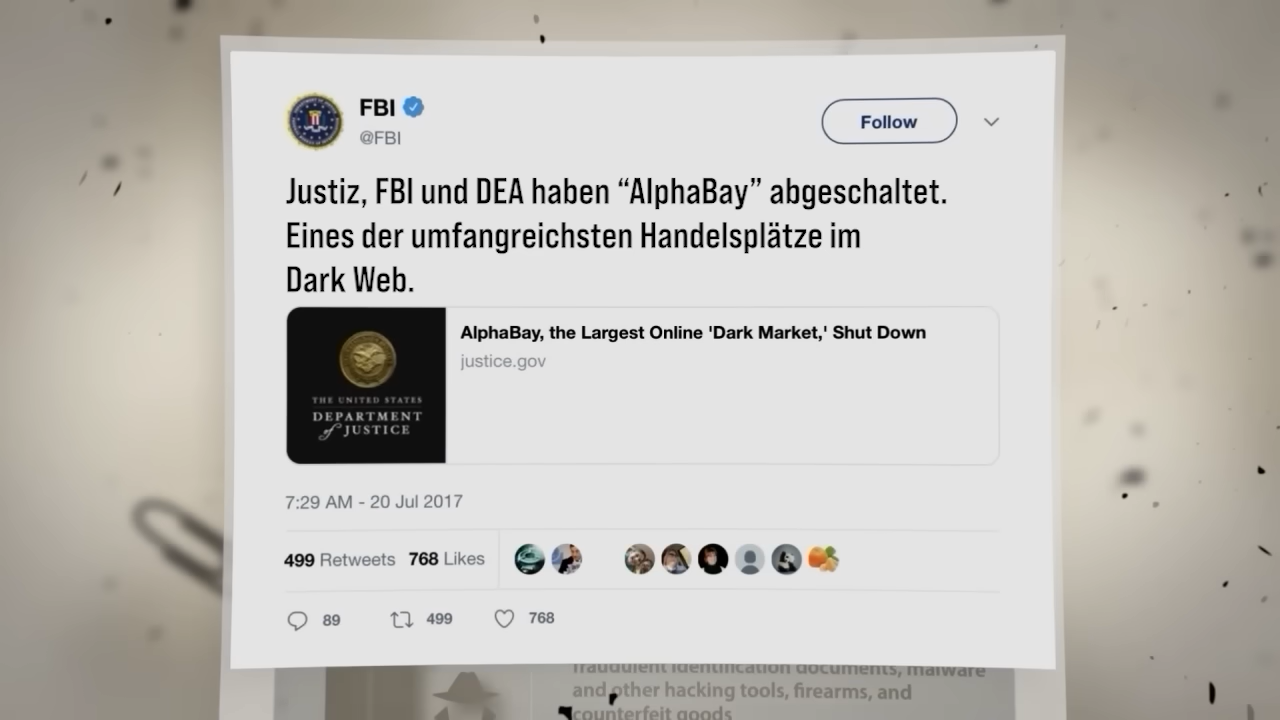 FBI
@FBI
Follow
Justiz, FBI und DEA haben “AlphaBay” abgeschaltet.
Eines der umfangreichsten Handelsplätze im
Dark Web.
AlphaBay, the Largest Online 'Dark Market,' Shut Down
justice.gov
THE UNITED STATES
DEPARTMENT
of JUSTICE
7:29 AM - 20 Jul 2017
499 Retweets 768 Likes
89 499 768
fraudulent identification documents, malware
and other hacking tools, firearms, and
counterfeit goods